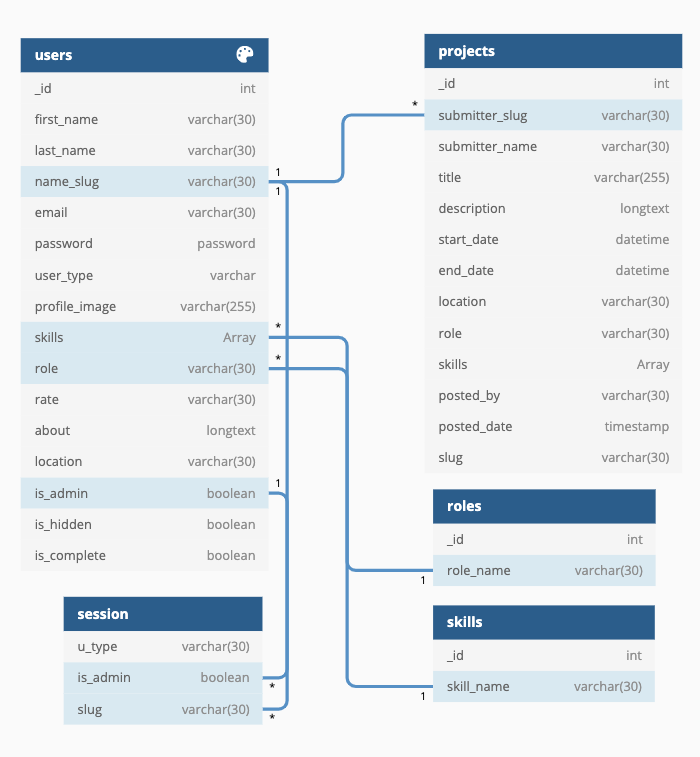 users
_id int
first_name varchar(30)
last_name varchar(30)
name_slug varchar(30) 1
1
email varchar(30)
password password
user_type varchar
profile_image varchar(255)
skills Array *
role varchar(30) *
rate varchar(30)
about longtext
location varchar(30)
is_admin boolean 1
is_hidden boolean
is_complete boolean
session
u_type varchar(30)
is_admin boolean *
slug varchar(30) *
projects
_id int
* submitter_slug varchar(30)
submitter_name varchar(30)
title varchar(255)
description longtext
start_date datetime
end_date datetime
location varchar(30)
role varchar(30)
skills Array
posted_by varchar(30)
posted_date timestamp
slug varchar(30)
roles
_id int
1 role_name varchar(30)
skills
_id int
1 skill_name varchar(30)